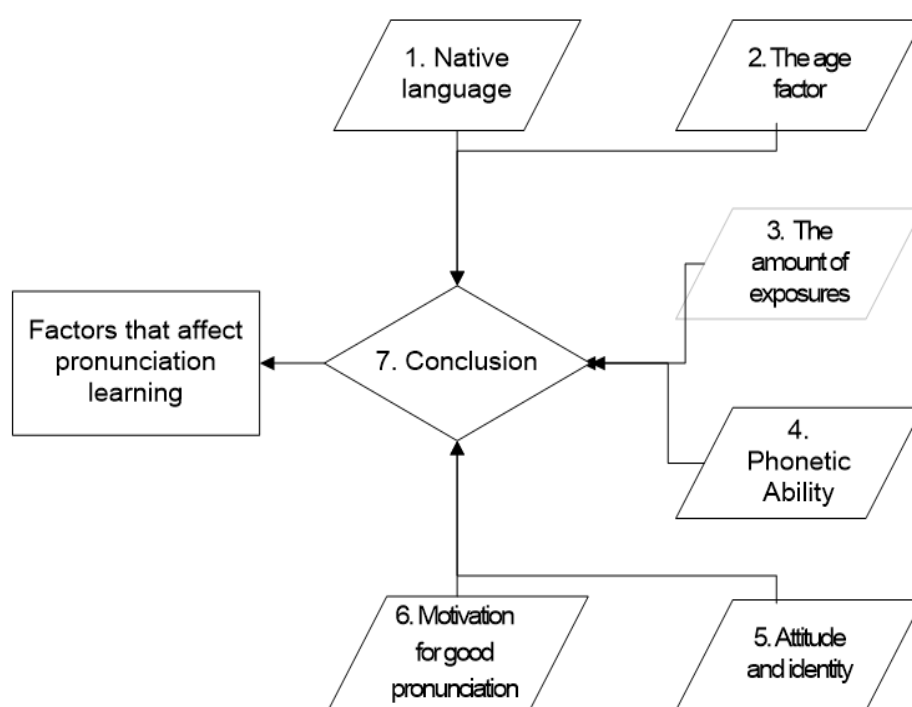 1. Native
language
2. The age
factor
3. The
amount of
exposures
Factors that affect
pronunciation
learning
7. Conclusion
4.
Phonetic
Ability
6. Motivation
for good
pronunciation
5. Attitude
and identity